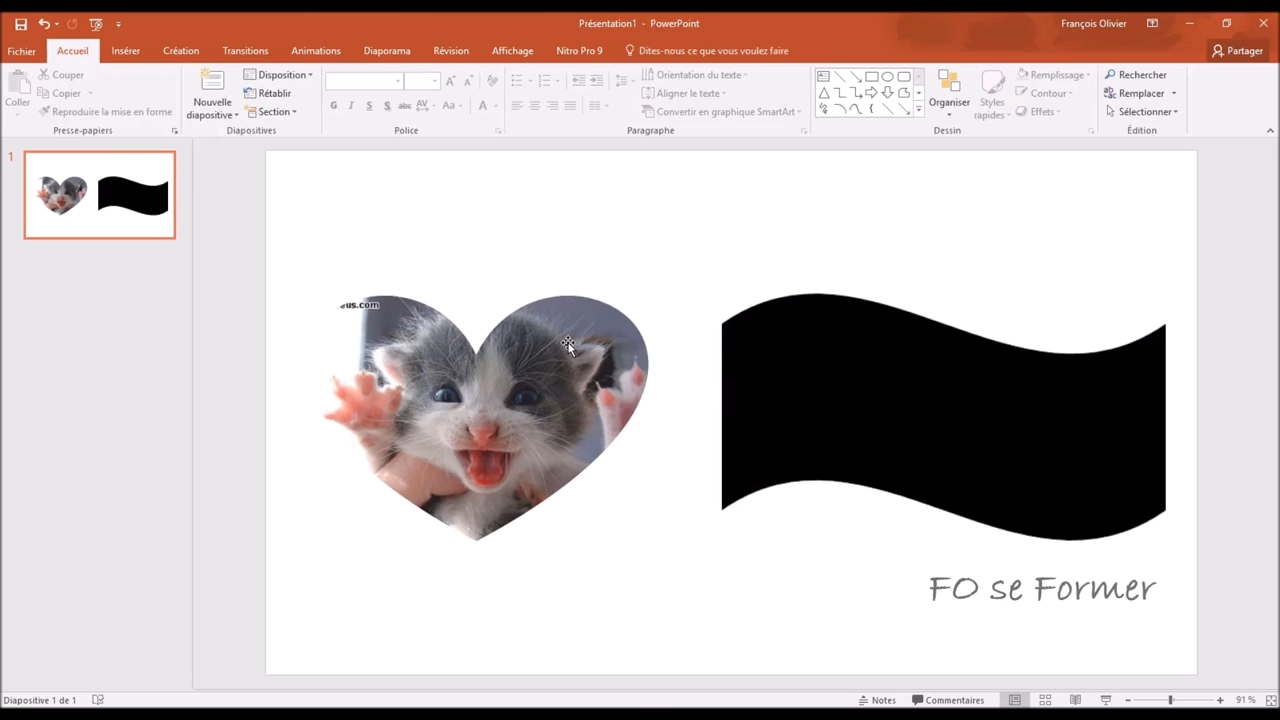 Présentation1 - PowerPoint
François Olivier
Fichier
Accueil
Insérer
Création
Transitions
Animations
Diaporama
Révision
Affichage
Nitro Pro 9
Dites-nous ce que vous voulez faire
Partager
Coller
Couper
Copier
Reproduire la mise en forme
Presse-papiers
Nouvelle diapositive
Disposition
Rétablir
Section
Diapositives
G I S S abc AV Aa A
Police
Orientation du texte
Aligner le texte
Convertir en graphique SmartArt
Paragraphe
Organiser
Styles rapides
Remplissage
Contour
Effets
Dessin
Rechercher
Remplacer
Sélectionner
Édition
1
us.com
FO se Former
Diapositive 1 de 1
Notes
Commentaires
91 %